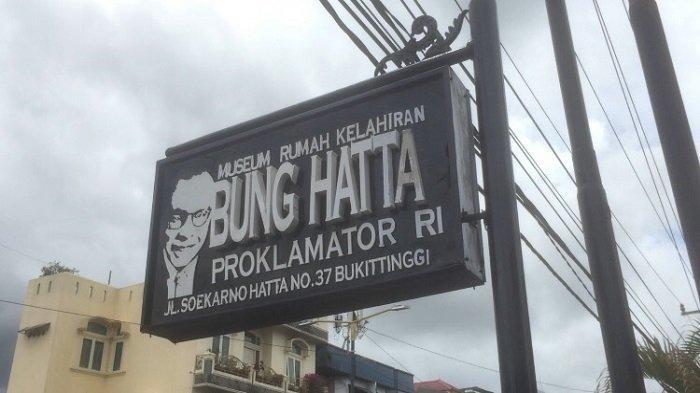 MUSEUM RUMAH KELAHIRAN
BUNG HATTA
PROKLAMATOR RI
JL.SOEKARNO HATTA NO.37 BUKITTINGGI